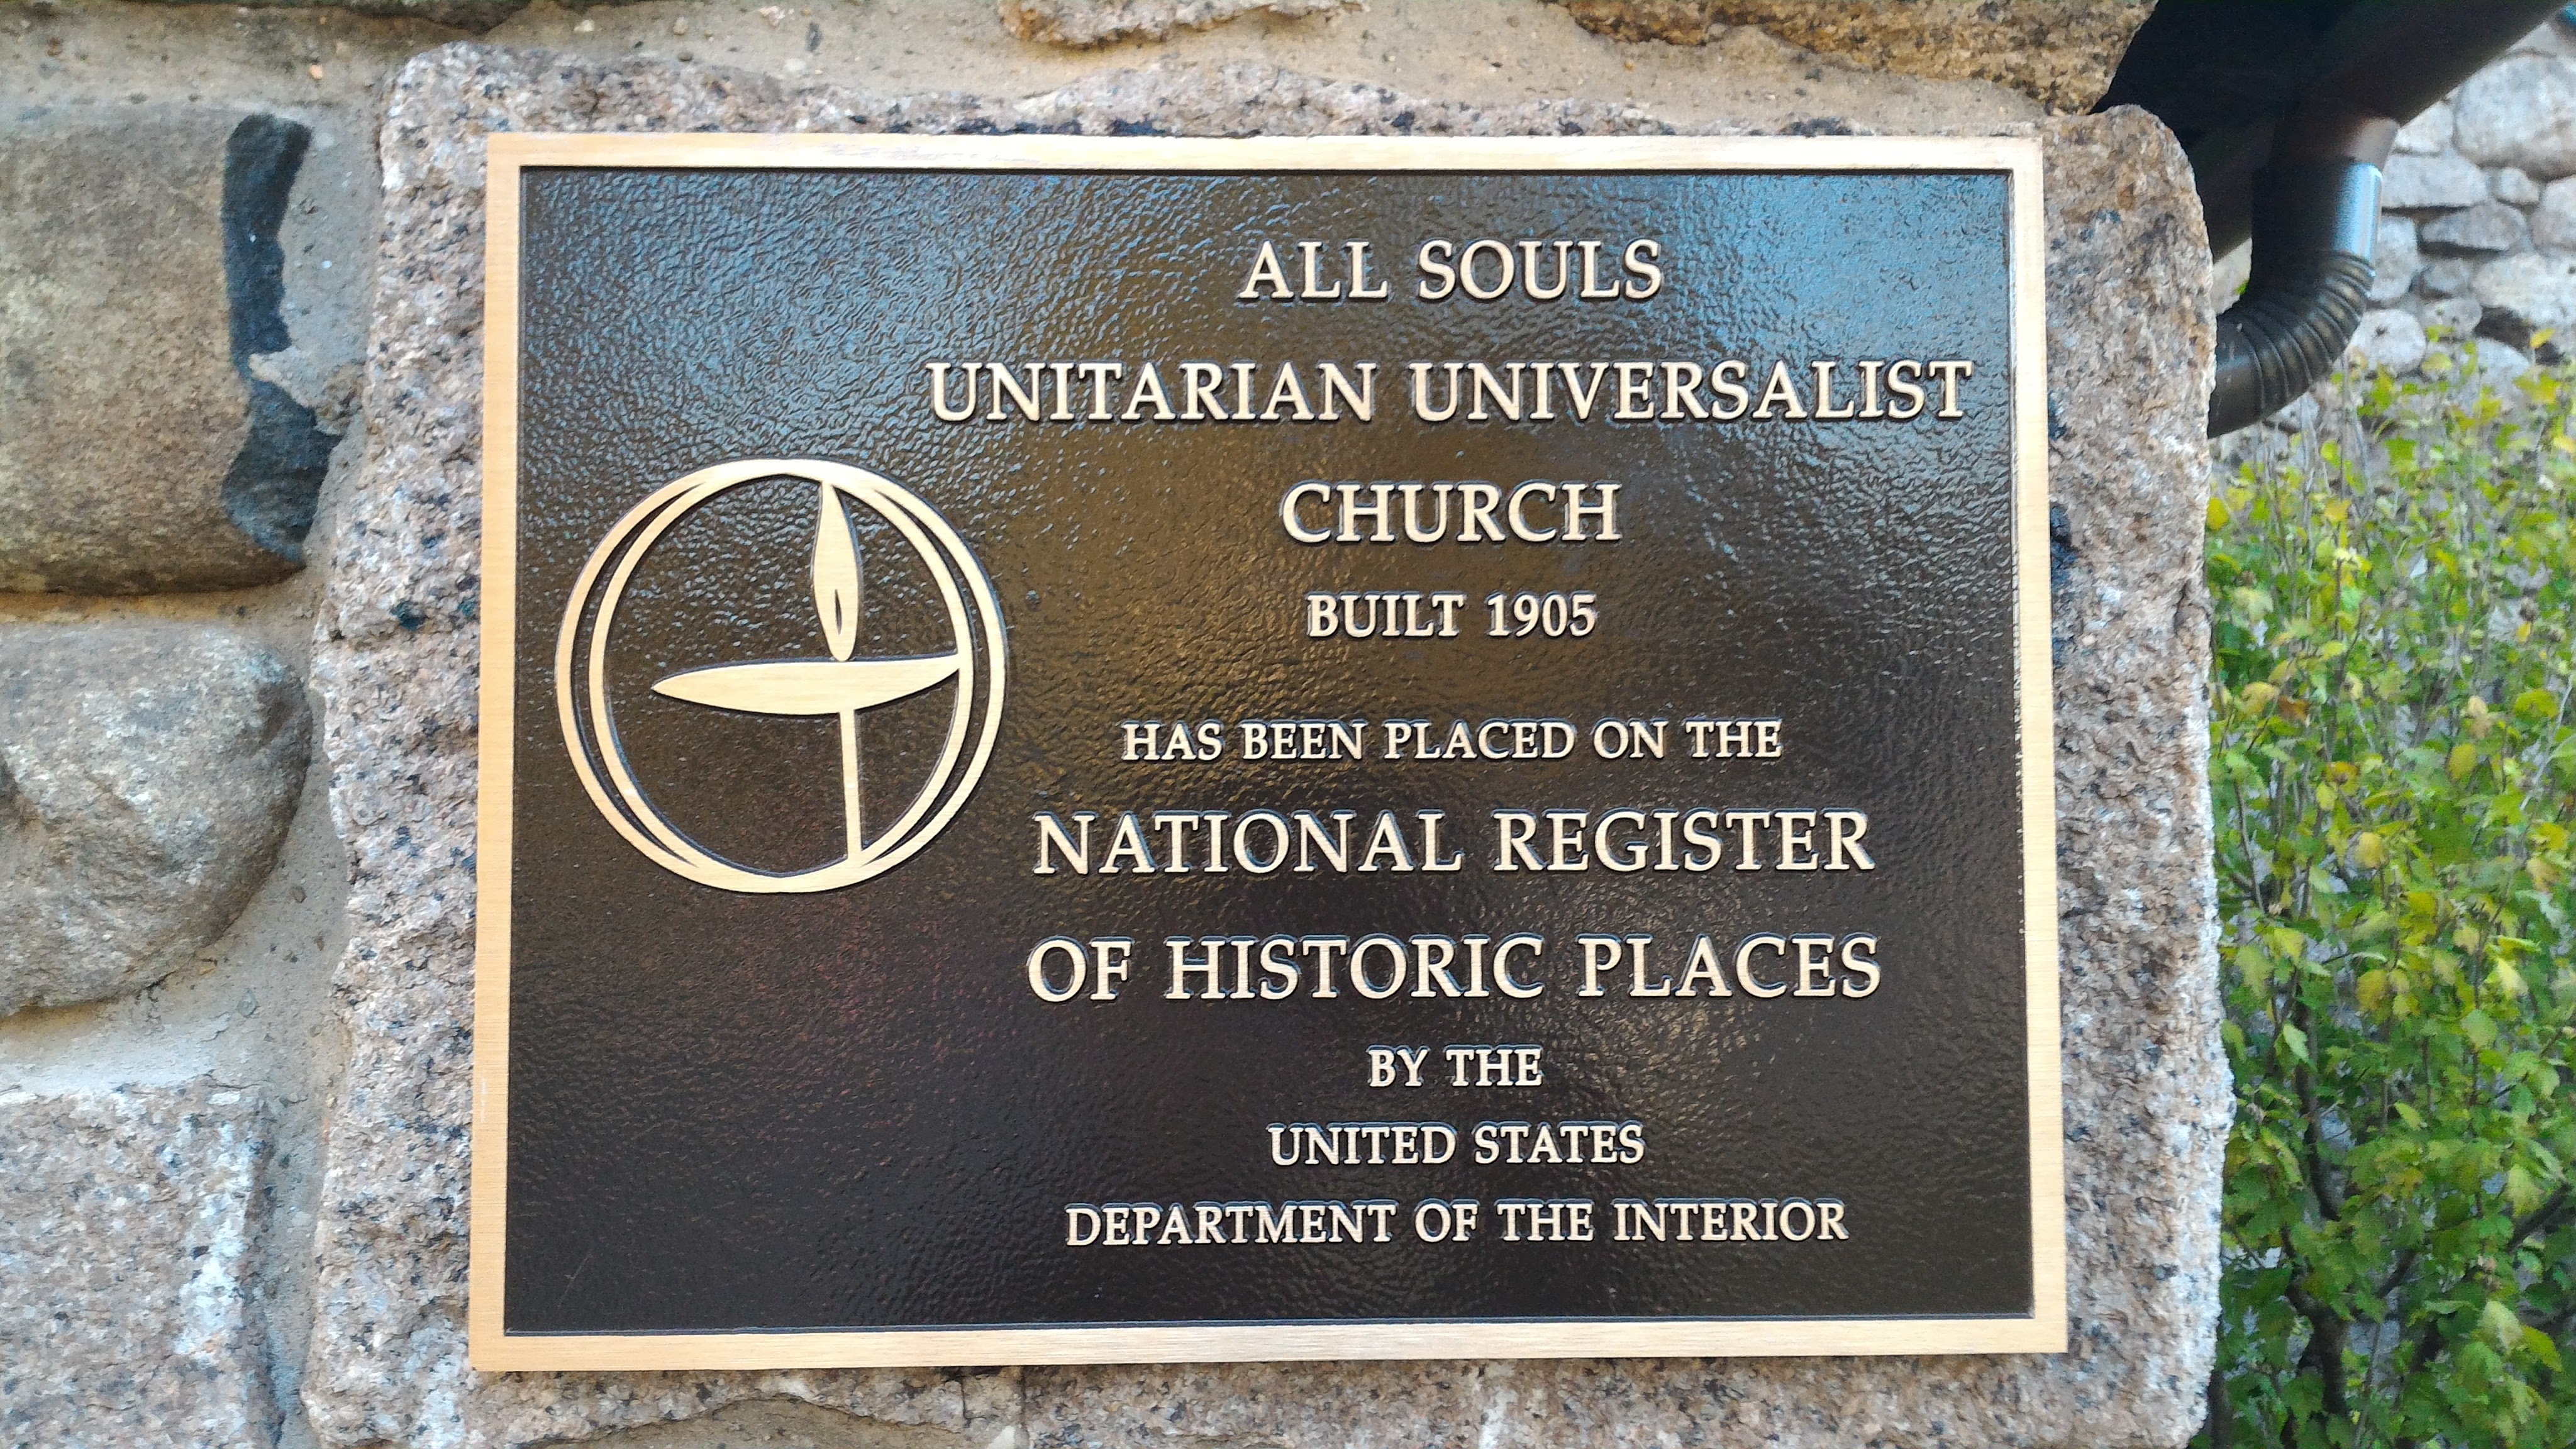 ALL SOULS
UNITARIAN UNIVERSALIST
CHURCH
BUILT 1905
HAS BEEN PLACED ON THE
NATIONAL REGISTER
OF HISTORIC PLACES
BY THE
UNITED STATES
DEPARTMENT OF THE INTERIOR